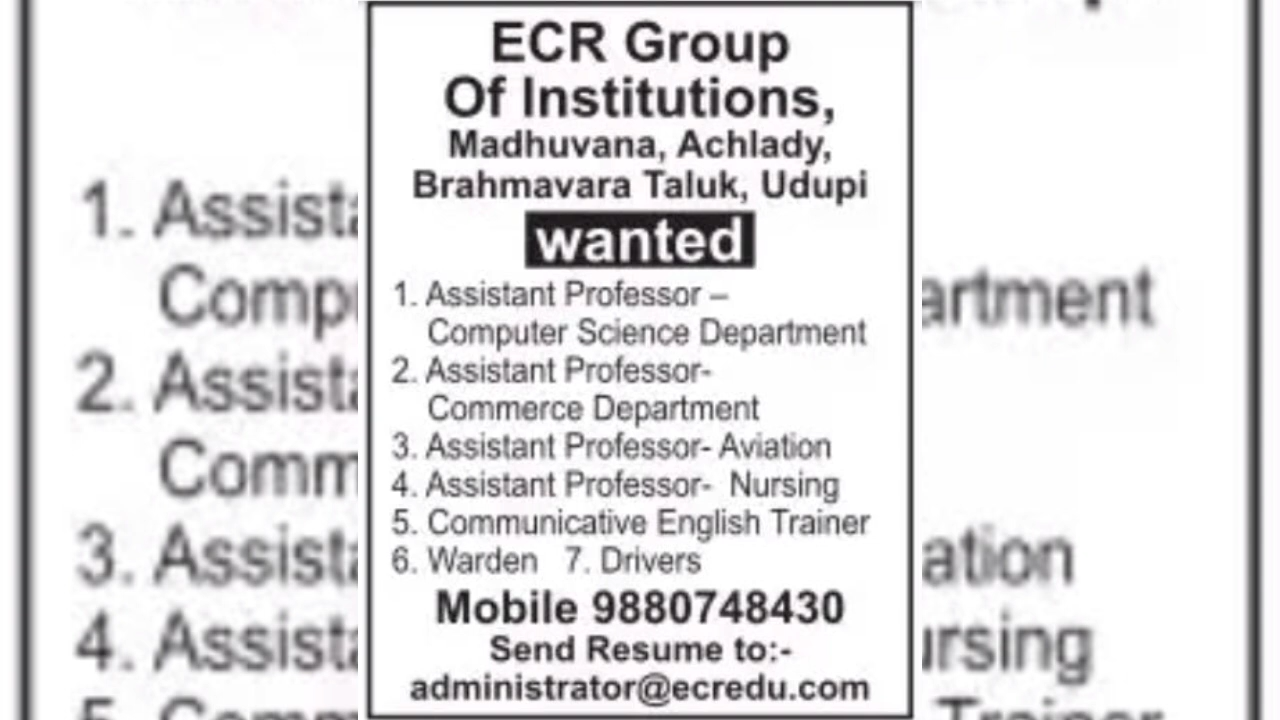 ECR Group
Of Institutions,
Madhuvana, Achlady,
Brahmavara Taluk, Udupi
wanted
1. Assistant Professor –
Computer Science Department
2. Assistant Professor-
Commerce Department
3. Assistant Professor- Aviation
4. Assistant Professor-  Nursing
5. Communicative English Trainer
6. Warden   7. Drivers
Mobile 9880748430
Send Resume to:-
administrator@ecredu.com